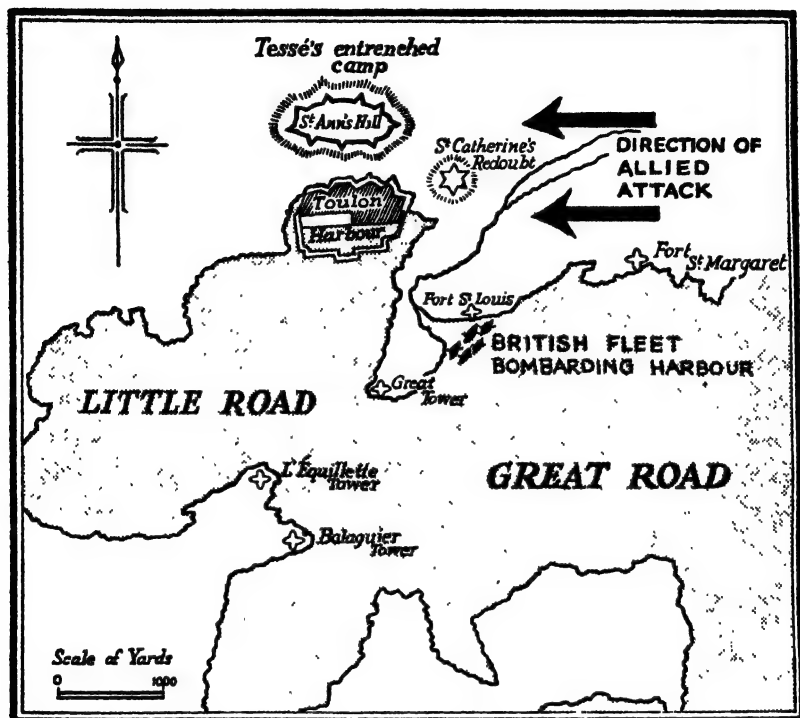 Tessé's entrenched
camp
St Ann's Hill
St Catherine's
Redoubt
DIRECTION OF
ALLIED
ATTACK
Toulon
Harbour
Fort
St Margaret
Fort St Louis
BRITISH FLEET
BOMBARDING HARBOUR
Great
Tower
LITTLE ROAD
GREAT ROAD
L'Équillette
Tower
Balaguier
Tower
Scale of Yards
0 1000